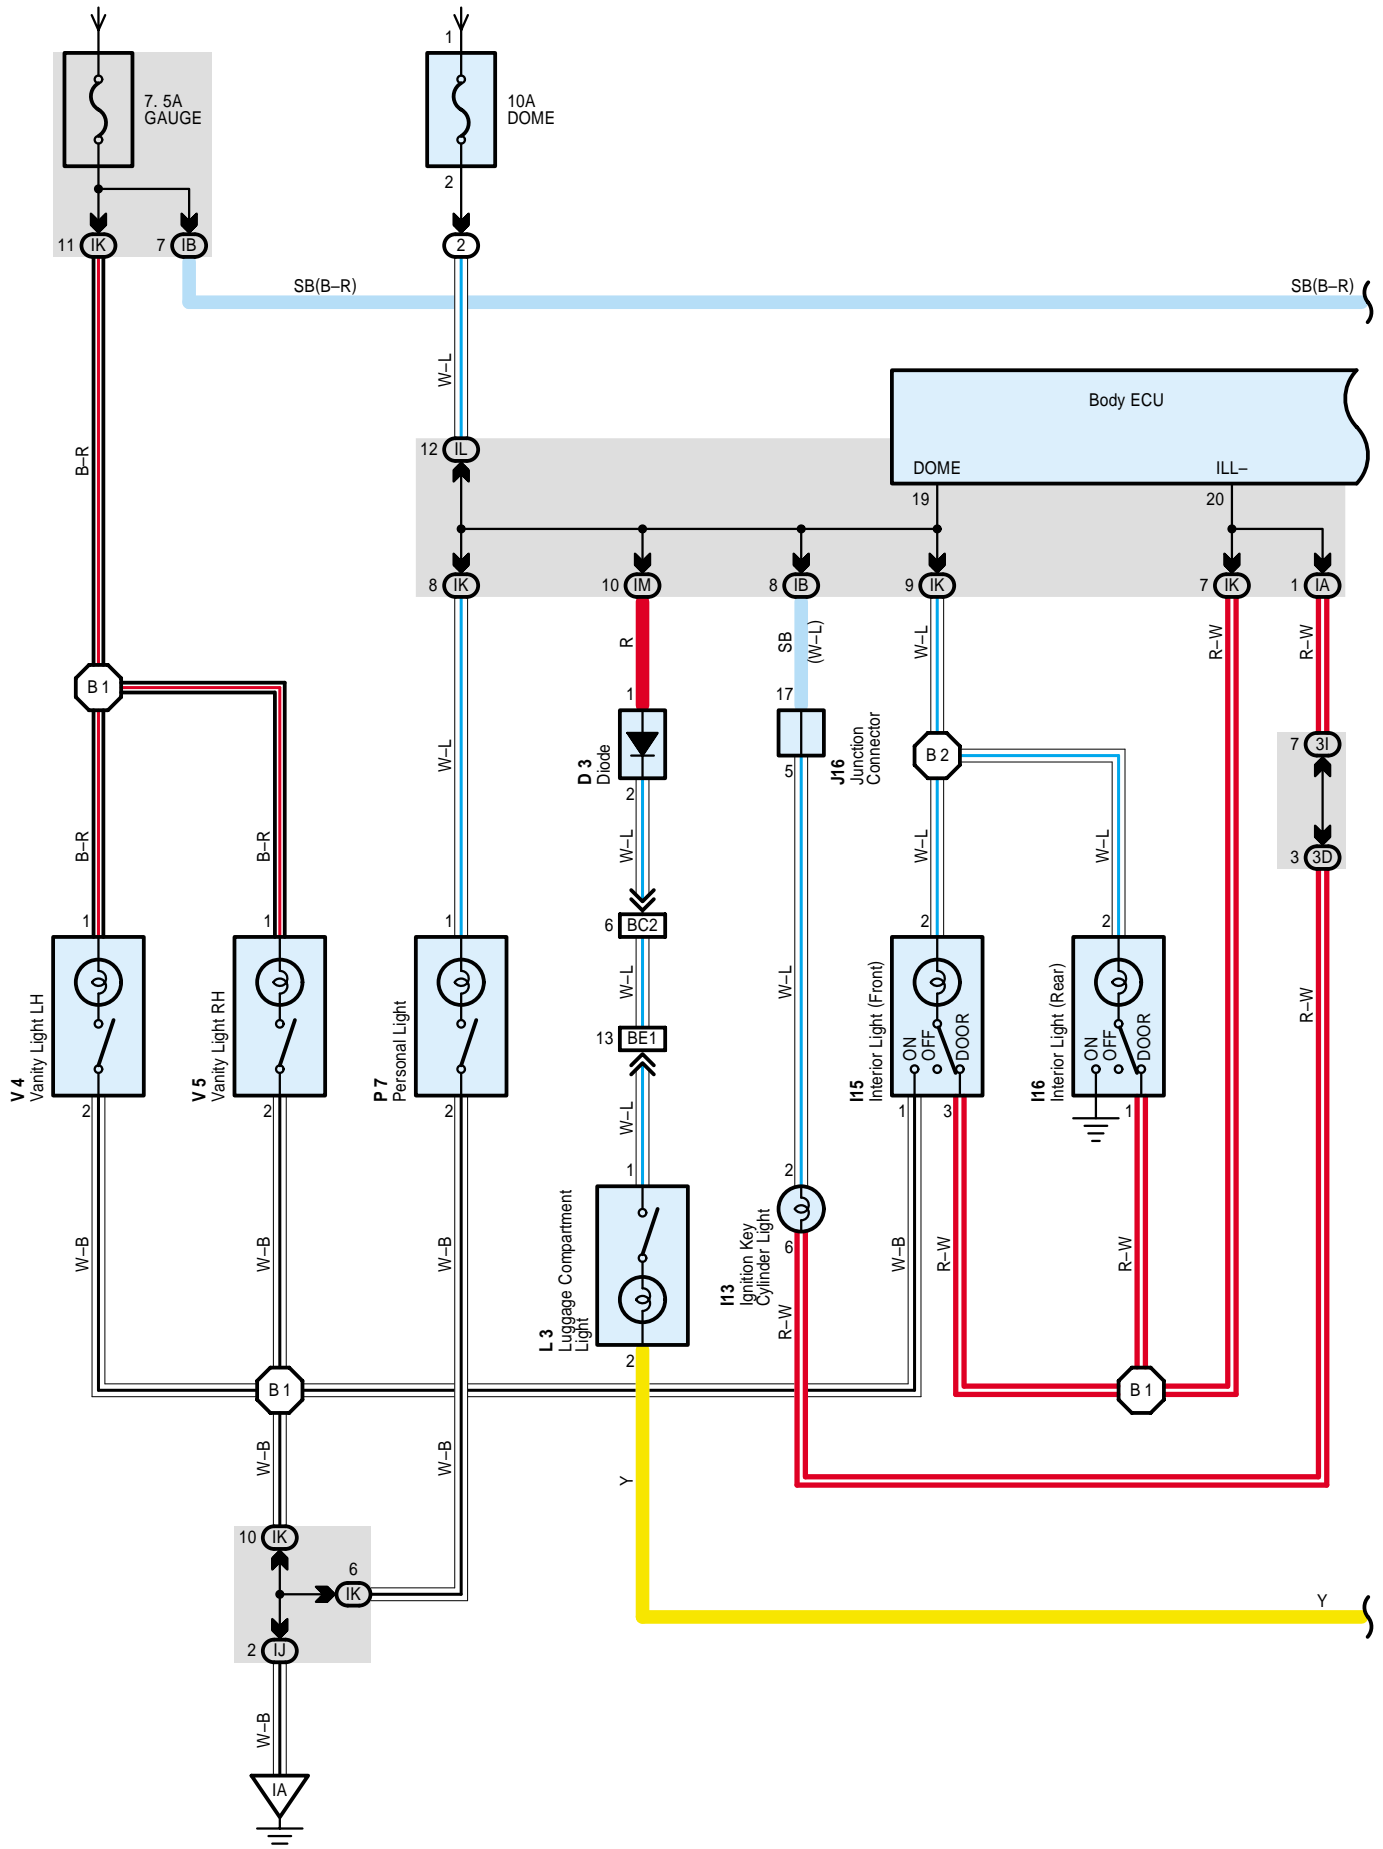 1
7. 5A
GAUGE
10A
DOME
2
11 IK
7 IB
2
SB(B–R)
SB(B–R)
W–L
Body ECU
B–R
12 IL
DOME
ILL–
19
20
8 IK
10 IM
8 IB
9 IK
7 IK
1 IA
R
SB
(W–L)
W–L
R–W
R–W
B 1
1
17
W–L
D 3
Diode
J16
Junction
Connector
B 2
7 3I
2
5
B–R
B–R
W–L
W–L
W–L
3 3D
1
1
1
6 BC2
2
2
W–L
W–L
R–W
13 BE1
V 4
Vanity Light LH
V 5
Vanity Light RH
P 7
Personal Light
I15
Interior Light (Front)
ON
OFF
DOOR
I16
Interior Light (Rear)
ON
OFF
DOOR
2
2
2
W–L
1
3
1
1
2
W–B
W–B
W–B
L 3
Luggage Compartment
Light
I13
Ignition Key
Cylinder Light
6
W–B
R–W
R–W
R–W
2
B 1
B 1
W–B
W–B
Y
10 IK
6
IK
Y
2 IJ
W–B
IA